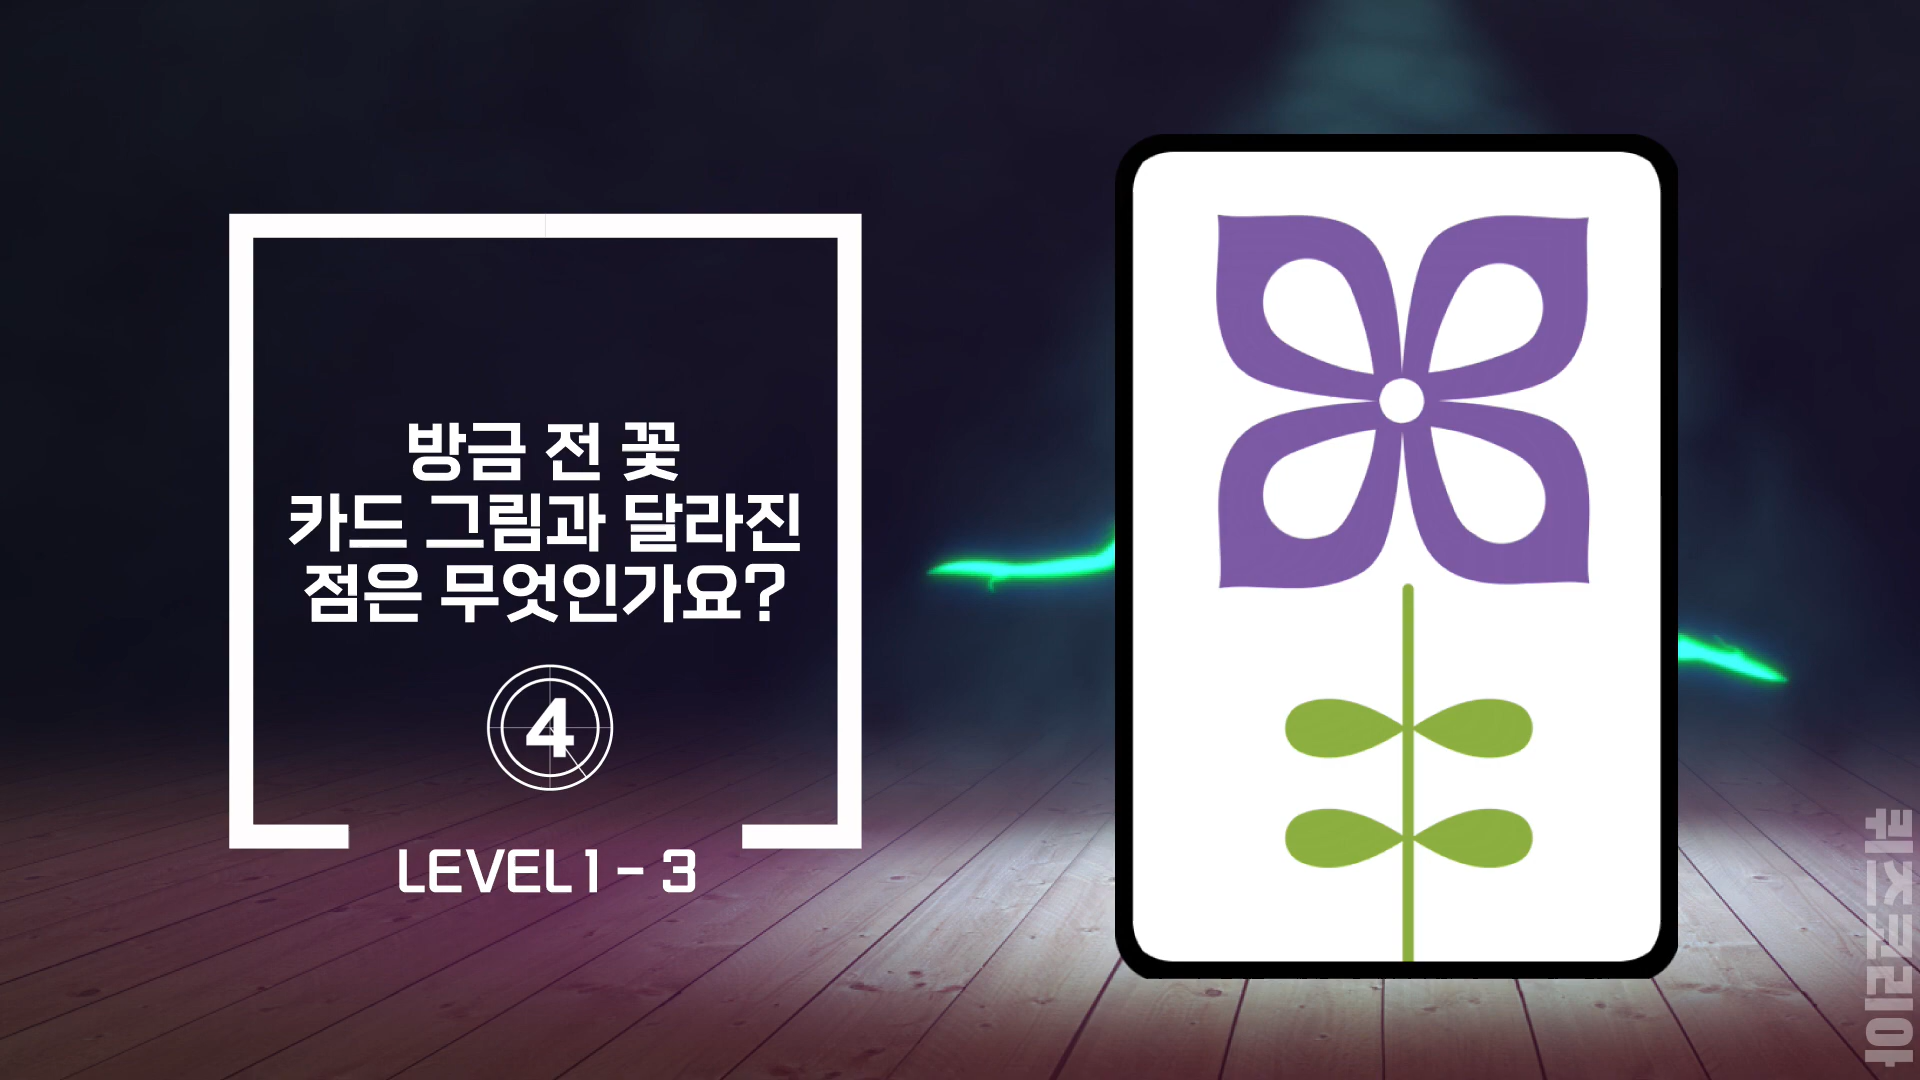 방금 전 꽃
카드 그림과 달라진
점은 무엇인가요?
4
LEVEL 1 - 3
퀴즈코리아